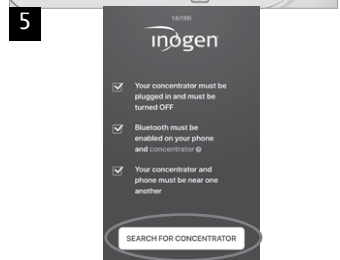 5
inogen
Your concentrator must be
plugged in and must be
turned OFF
Bluetooth must be
enabled on your phone
and concentrator
Your concentrator and
phone must be near one
another
SEARCH FOR CONCENTRATOR